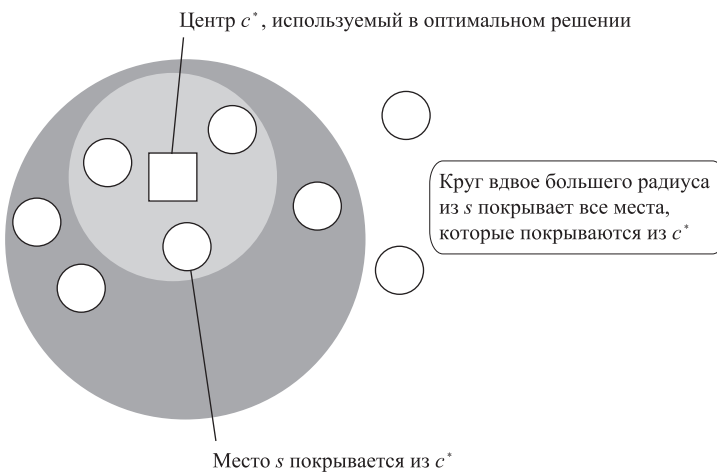 Центр c*, используемый в оптимальном решении
Круг вдвое большего радиуса
из s покрывает все места,
которые покрываются из c*
Место s покрывается из c*